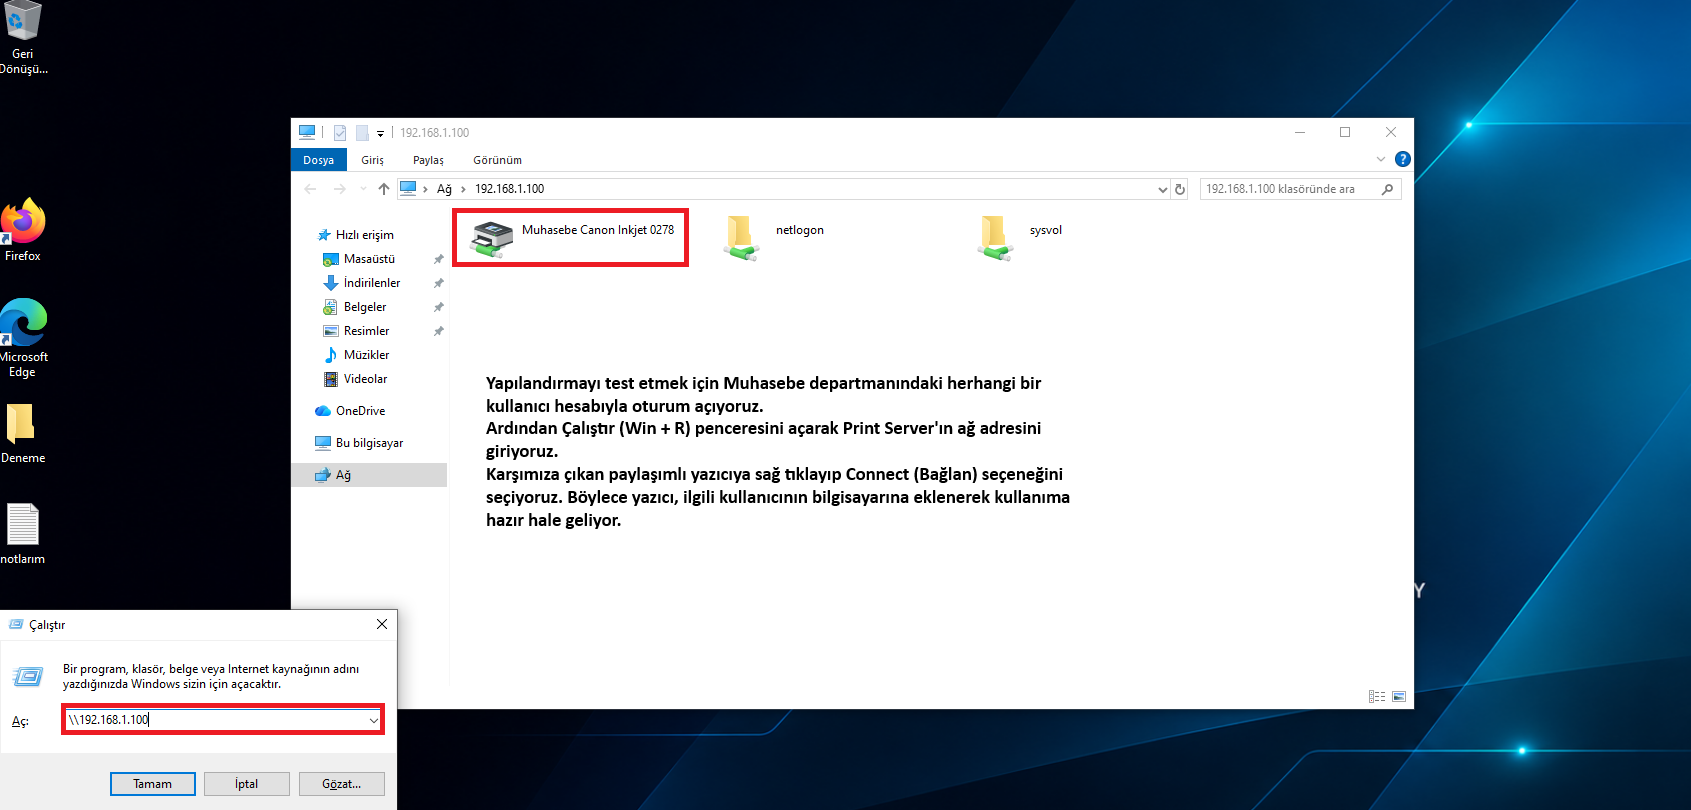 Geri
Dönüşü...
Firefox
Microsoft
Edge
Deneme
notlarım
192.168.1.100
Dosya
Giriş
Paylaş
Görünüm
Ağ
192.168.1.100
192.168.1.100 klasöründe ara
Hızlı erişim
Masaüstü
İndirilenler
Belgeler
Resimler
Müzikler
Videolar
OneDrive
Bu bilgisayar
Ağ
Muhasebe Canon Inkjet 0278
netlogon
sysvol
Yapılandırmayı test etmek için Muhasebe departmanındaki herhangi bir
kullanıcı hesabıyla oturum açıyoruz.
Ardından Çalıştır (Win + R) penceresini açarak Print Server'ın ağ adresini
giriyoruz.
Karşımıza çıkan paylaşımlı yazıcıya sağ tıklayıp Connect (Bağlan) seçeneğini
seçiyoruz. Böylece yazıcı, ilgili kullanıcının bilgisayarına eklenerek kullanıma
hazır hale geliyor.
Y
Çalıştır
Bir program, klasör, belge veya Internet kaynağının adını
yazdığınızda Windows sizin için açacaktır.
Aç:
\\192.168.1.100
Tamam
İptal
Gözat...